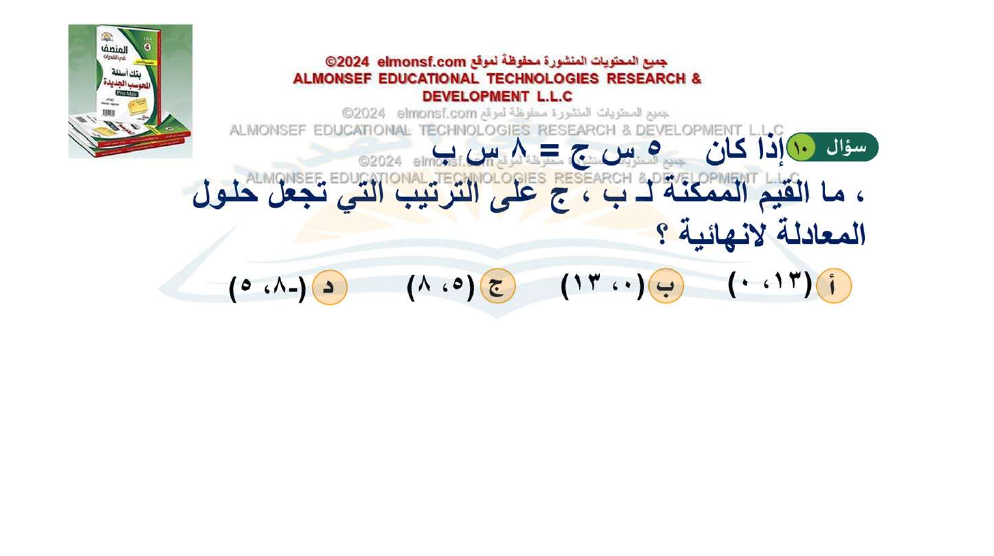 المنصف
في القدرات
بنك أسئلة
المحوسب الجديدة
جميع المحتويات المنشورة محفوظة لموقع elmonsf.com ©2024
ALMONSEF EDUCATIONAL TECHNOLOGIES RESEARCH &
DEVELOPMENT L.L.C
جميع المحتويات المنشورة محفوظة لموقع elmonsf.com ©2024
ALMONSEF EDUCATIONAL TECHNOLOGIES RESEARCH & DEVELOPMENT L.L.C
سؤال ١٠ إذا كان ٥ س ج = ٨ س ب
جميع المحتويات المنشورة محفوظة لموقع elmonsf.com ©2024
ALMONSEF EDUCATIONAL TECHNOLOGIES RESEARCH & DEVELOPMENT L.L.C
، ما القيم الممكنة لـ ب ، ج على الترتيب التي تجعل حلول
المعادلة لانهائية ؟
أ (١٣، ٠) ب (٠، ١٣) ج (٥، ٨) د (-٨، ٥)